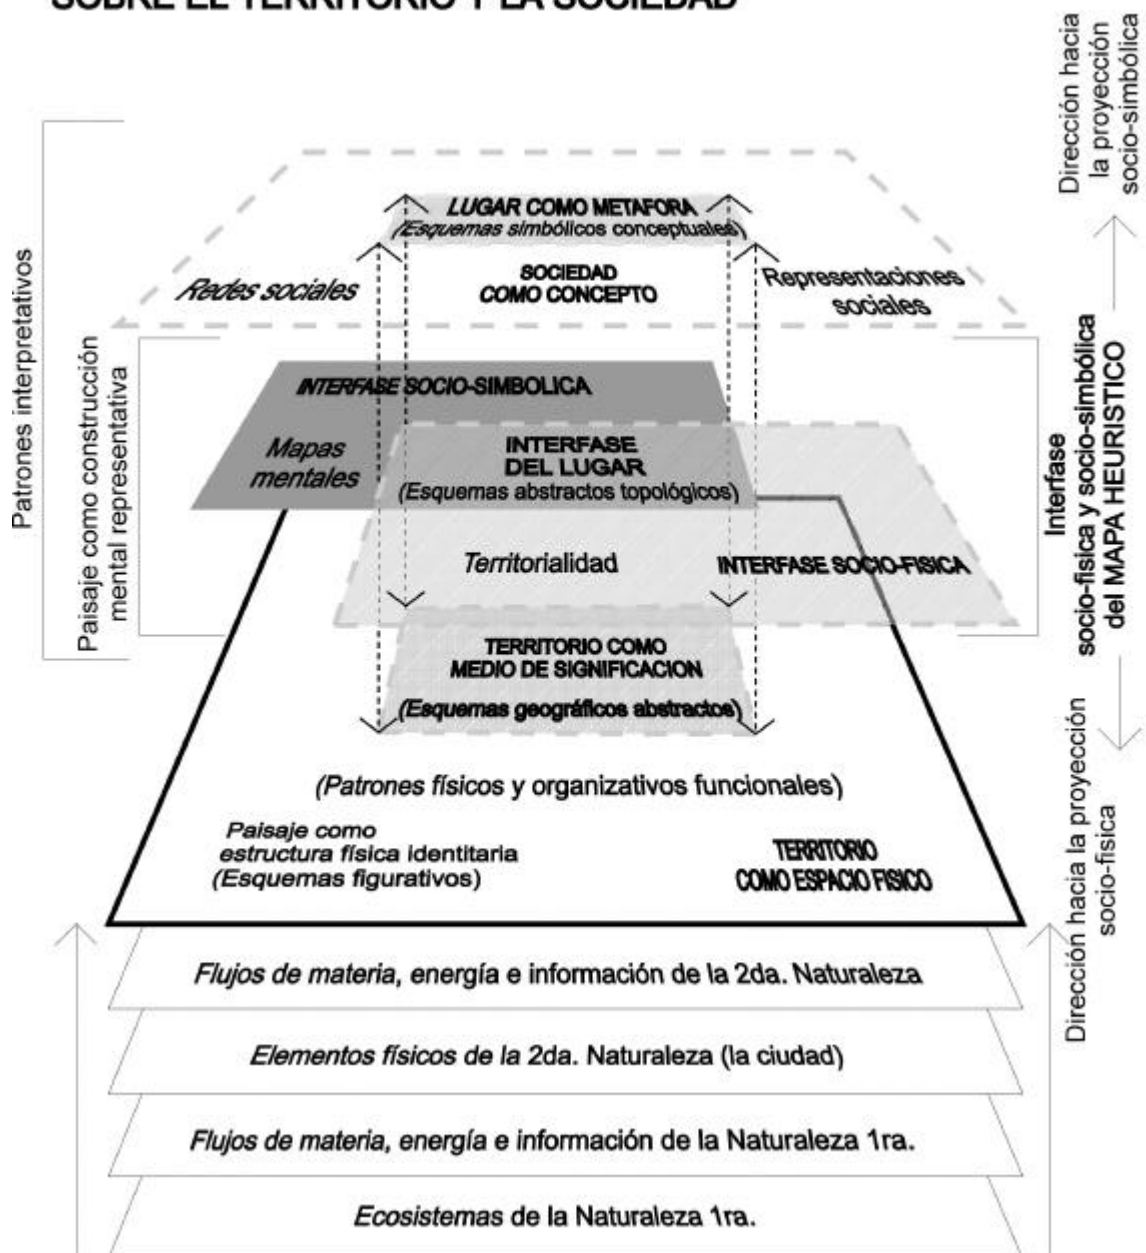 SOBRE EL TERRITORIO Y LA SOCIEDAD
Dirección hacia
la proyección
socio-simbólica
LUGAR COMO METAFORA
(Esquemas simbólicos conceptuales)
Redes sociales
SOCIEDAD
COMO CONCEPTO
Representaciones
sociales
Patrones interpretativos
Paisaje como construcción
mental representativa
INTERFASE SOCIO-SIMBOLICA
Mapas
mentales
INTERFASE
DEL LUGAR
(Esquemas abstractos topológicos)
Territorialidad
INTERFASE SOCIO-FISICA
Interfase
socio-fisica y socio-simbólica
del MAPA HEURISTICO
TERRITORIO COMO
MEDIO DE SIGNIFICACION
(Esquemas geográficos abstractos)
(Patrones físicos y organizativos funcionales)
Paisaje como
estructura física identitaria
(Esquemas figurativos)
TERRITORIO
COMO ESPACIO FISICO
Dirección hacia la proyección
socio-fisica
Flujos de materia, energía e información de la 2da. Naturaleza
Elementos físicos de la 2da. Naturaleza (la ciudad)
Flujos de materia, energía e información de la Naturaleza 1ra.
Ecosistemas de la Naturaleza 1ra.